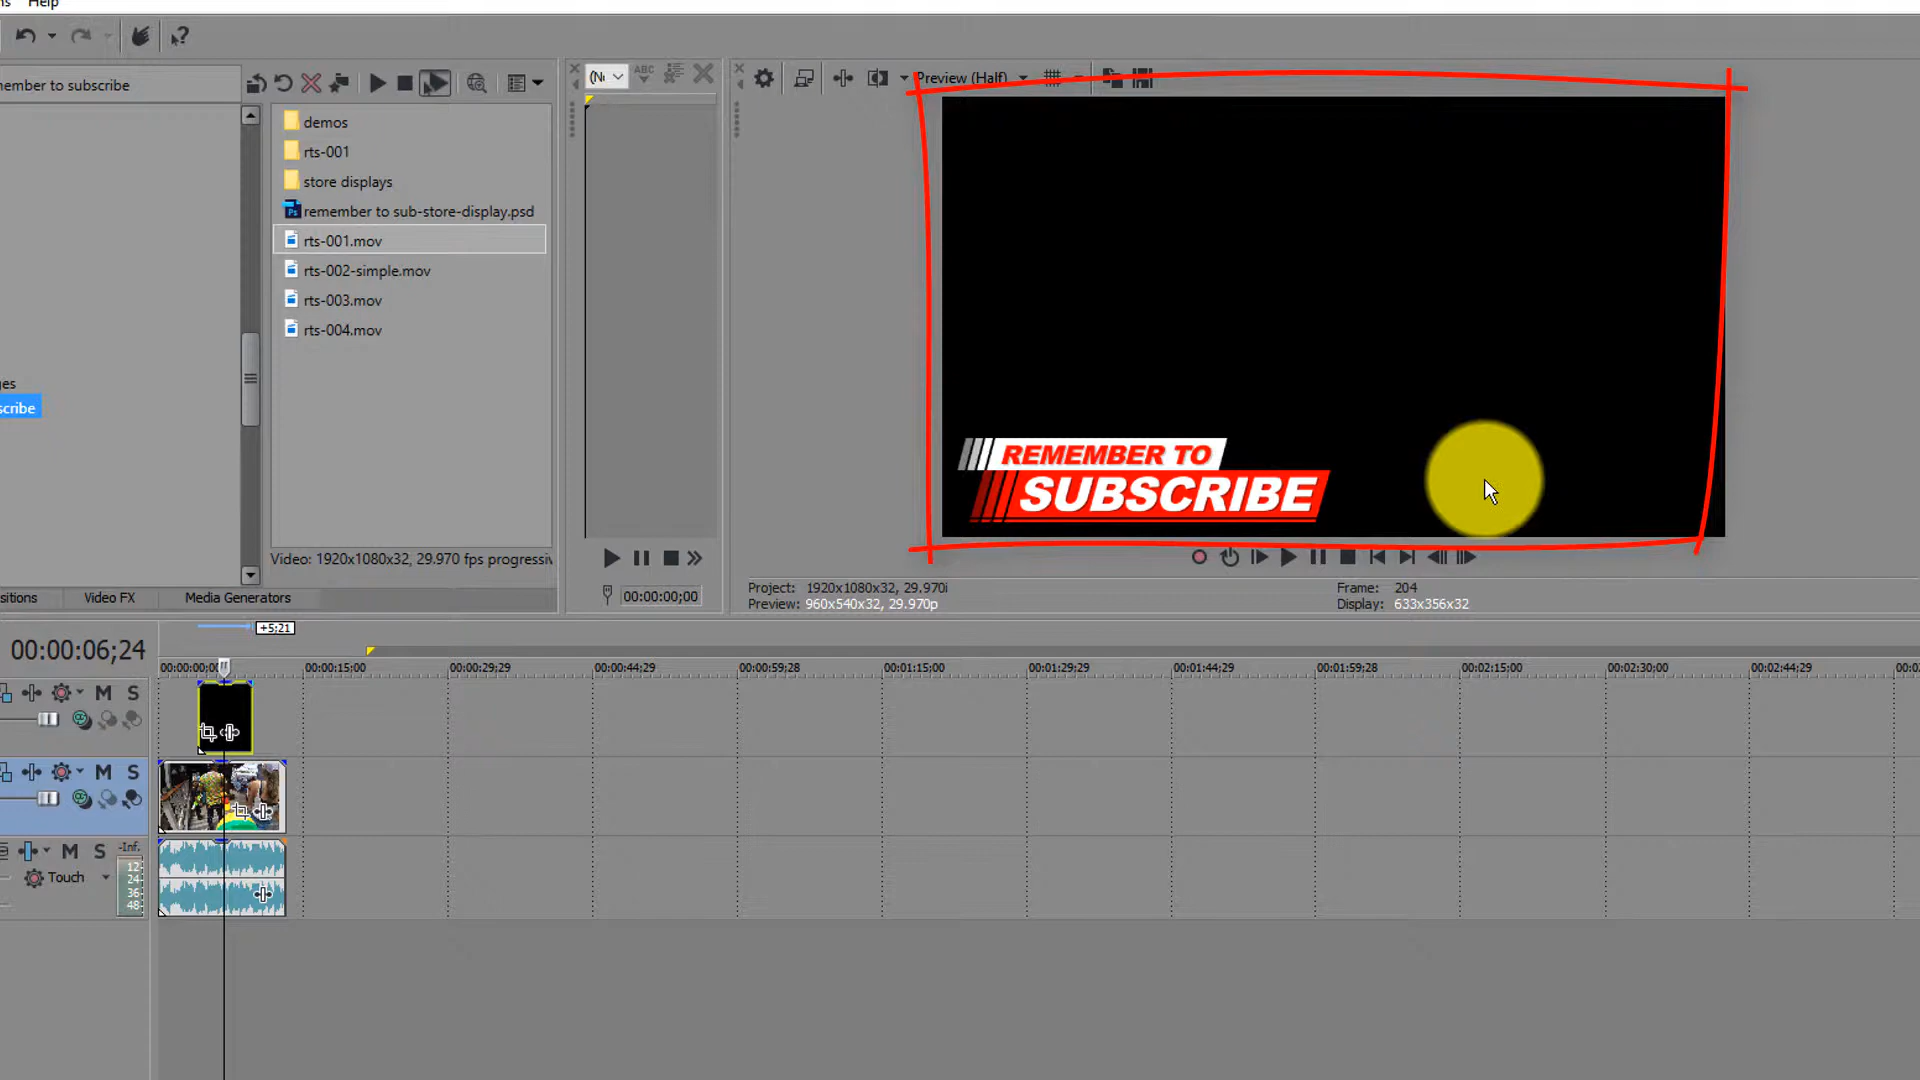 Help
ember to subscribe
Preview (Half)
demos
rts-001
store displays
remember to sub-store-display.psd
rts-001.mov
rts-002-simple.mov
rts-003.mov
rts-004.mov
ges
scribe
REMEMBER TO
SUBSCRIBE
Video: 1920x1080x32, 29.970 fps progressiv
sitions
Video FX
Media Generators
00:00:00;00
Project: 1920x1080x32, 29.970i
Preview: 960x540x32, 29.970p
Frame: 204
Display: 633x356x32
+5;21
00:00:06;24
00:00:00;00
00:00:15;00
00:00:29;29
00:00:44;29
00:00:59;28
00:01:15;00
00:01:29;29
00:01:44;29
00:01:59;28
00:02:15;00
00:02:30;00
00:02:44;29
00:0
M S
M S
M S
-Inf.
Touch
12
24
36
48